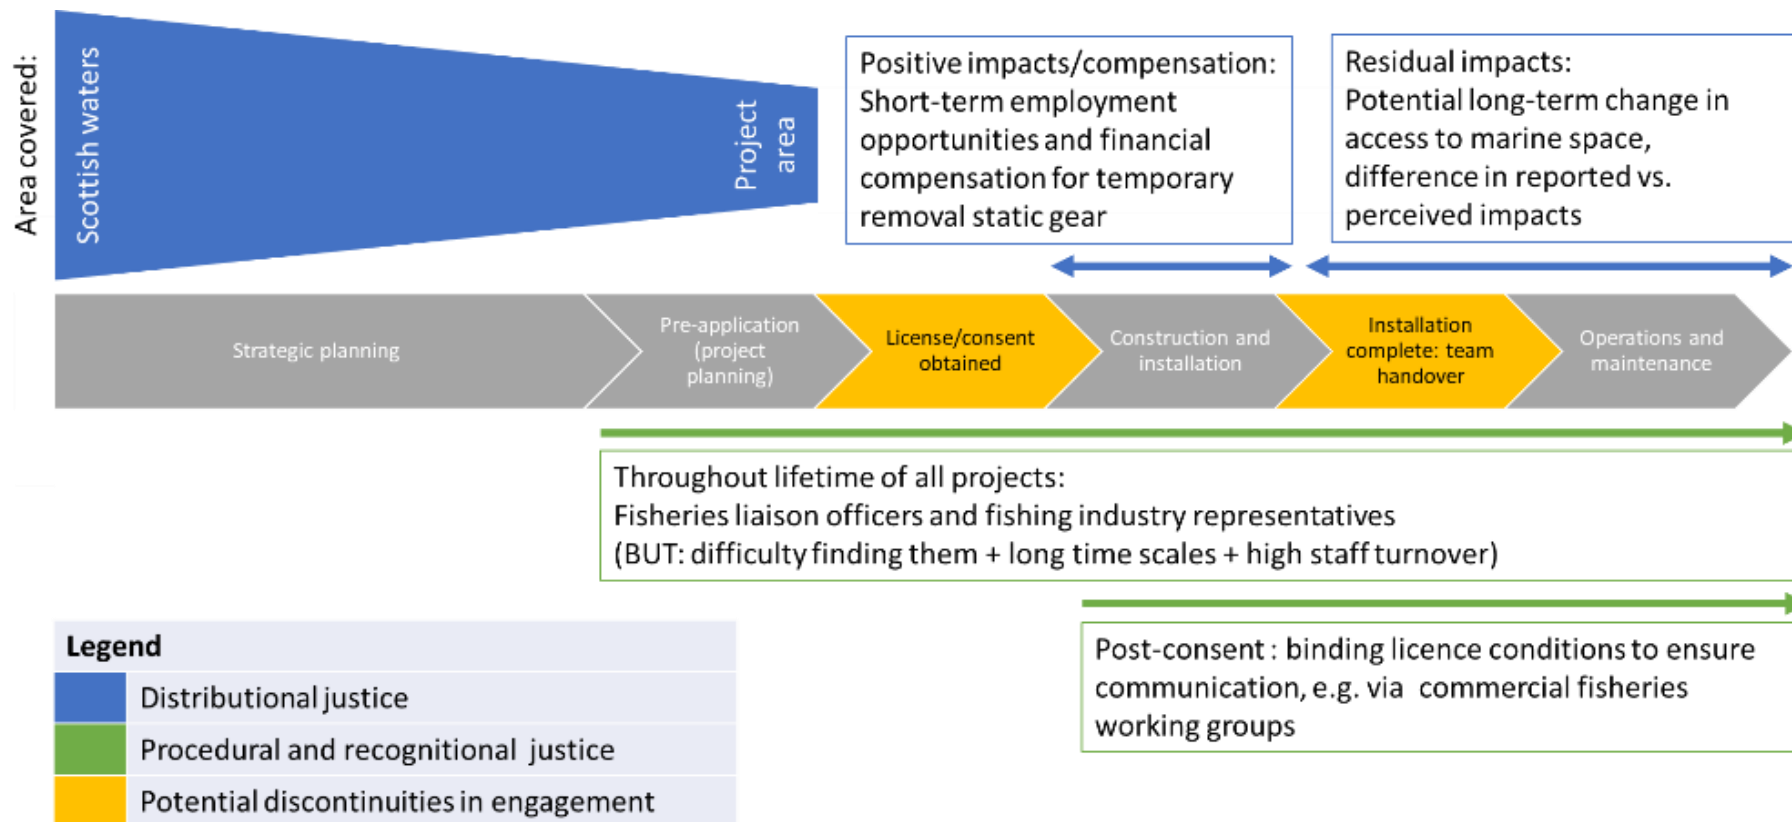 Area covered:
Scottish waters
Project
area
Positive impacts/compensation:
Short-term employment
opportunities and financial
compensation for temporary
removal static gear
Residual impacts:
Potential long-term change in
access to marine space,
difference in reported vs.
perceived impacts
Strategic planning
Pre-application
(project
planning)
License/consent
obtained
Construction and
installation
Installation
complete: team
handover
Operations and
maintenance
Throughout lifetime of all projects:
Fisheries liaison officers and fishing industry representatives
(BUT: difficulty finding them + long time scales + high staff turnover)
Post-consent : binding licence conditions to ensure
communication, e.g. via commercial fisheries
working groups
Legend
Distributional justice
Procedural and recognitional justice
Potential discontinuities in engagement